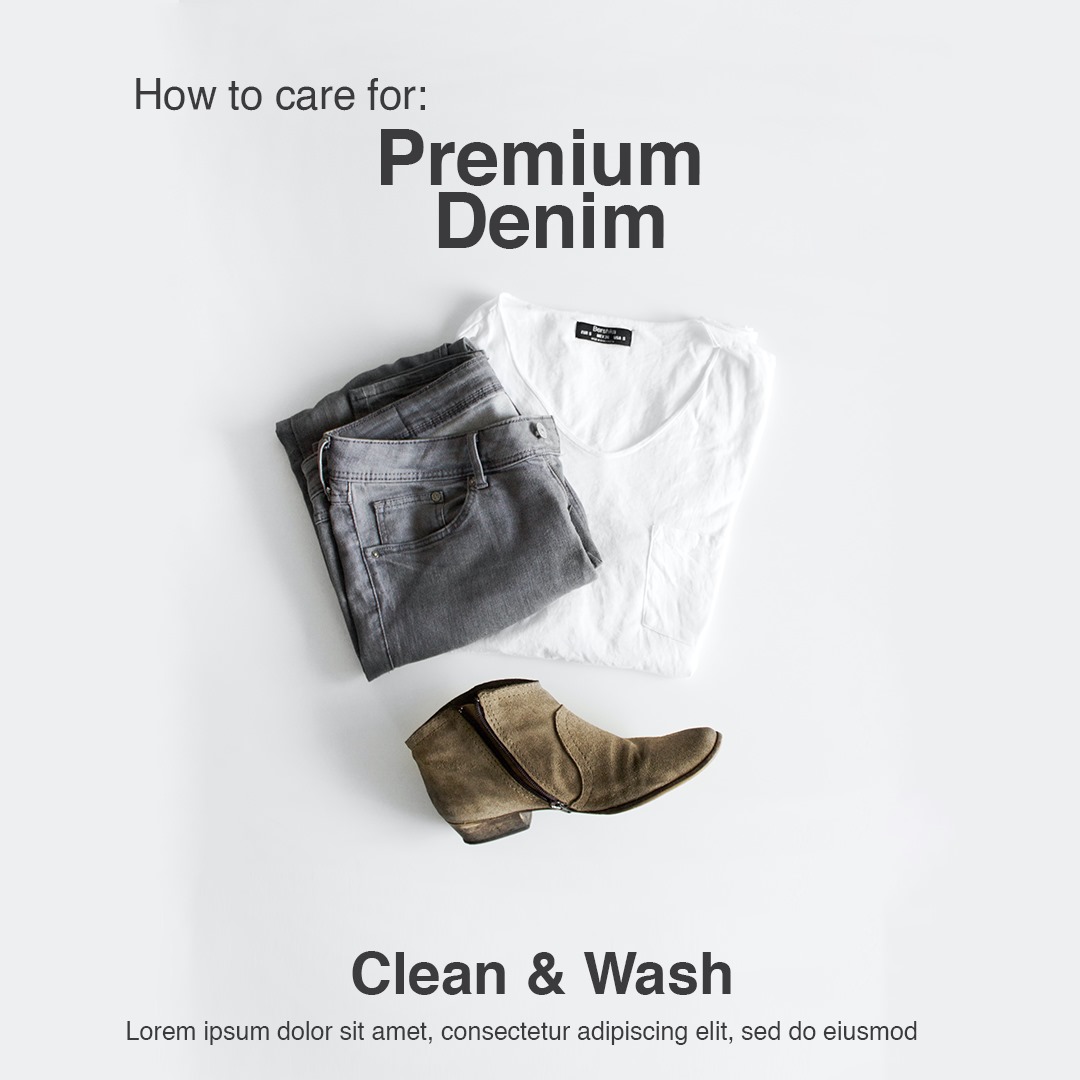 How to care for:
Premium
Denim
Bershka
Clean & Wash
Lorem ipsum dolor sit amet, consectetur adipiscing elit, sed do eiusmod